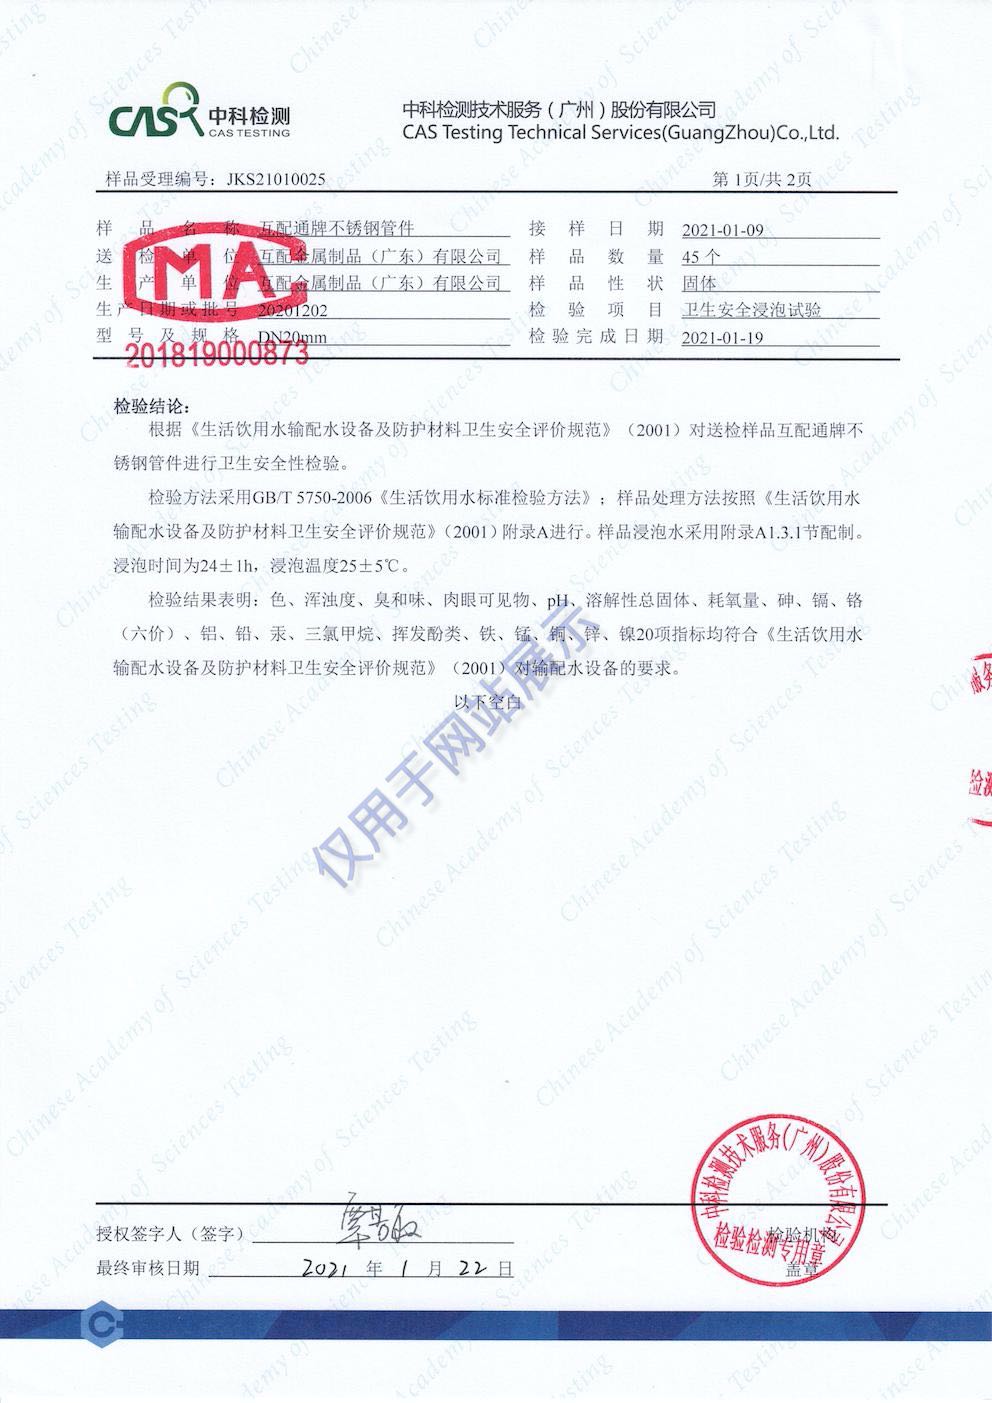 CAS 中科检测
CAS TESTING
中科检测技术服务（广州）股份有限公司
CAS Testing Technical Services(GuangZhou)Co.,Ltd.
样品受理编号：JKS21010025
第 1页/共 2页
样品名称 互配通牌不锈钢管件 接样日期 2021-01-09
送检单位 互配金属制品（广东）有限公司 样品数量 45 个
生产单位 互配金属制品（广东）有限公司 样品性状 固体
生产日期或批号 20201202 检验项目 卫生安全浸泡试验
型号及规格 DN20mm 检验完成日期 2021-01-19
MA
201819000873
检验结论：
根据《生活饮用水输配水设备及防护材料卫生安全评价规范》（2001）对送检样品互配通牌不
锈钢管件进行卫生安全性检验。
检验方法采用GB/T 5750-2006《生活饮用水标准检验方法》；样品处理方法按照《生活饮用水
输配水设备及防护材料卫生安全评价规范》（2001）附录A进行。样品浸泡水采用附录A1.3.1节配制。
浸泡时间为24±1h，浸泡温度25±5℃。
检验结果表明：色、浑浊度、臭和味、肉眼可见物、pH、溶解性总固体、耗氧量、砷、镉、铬
（六价）、铝、铅、汞、三氯甲烷、挥发酚类、铁、锰、铜、锌、镍20项指标均符合《生活饮用水
输配水设备及防护材料卫生安全评价规范》（2001）对输配水设备的要求。
以下空白
仅用于网站展示
服务
检测
中科检测技术服务(广州)股份有限公司
检验检测专用章
授权签字人（签字）
检验机构
最终审核日期 2021 年 1 月 22 日
盖章
Chinese Academy of Sciences Testing